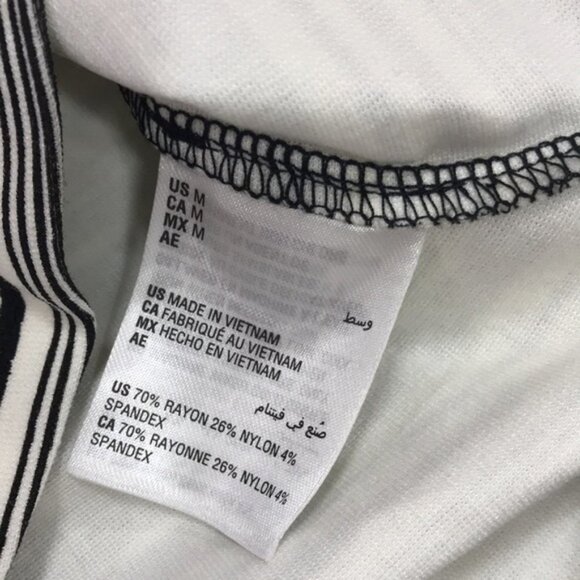 US M
CA M
MX M
AE وسط
US MADE IN VIETNAM
CA FABRIQUÉ AU VIETNAM
MX HECHO EN VIETNAM
AE صُنع في فيتنام
US 70% RAYON 26% NYLON 4%
SPANDEX
CA 70% RAYONNE 26% NYLON 4%
SPANDEX